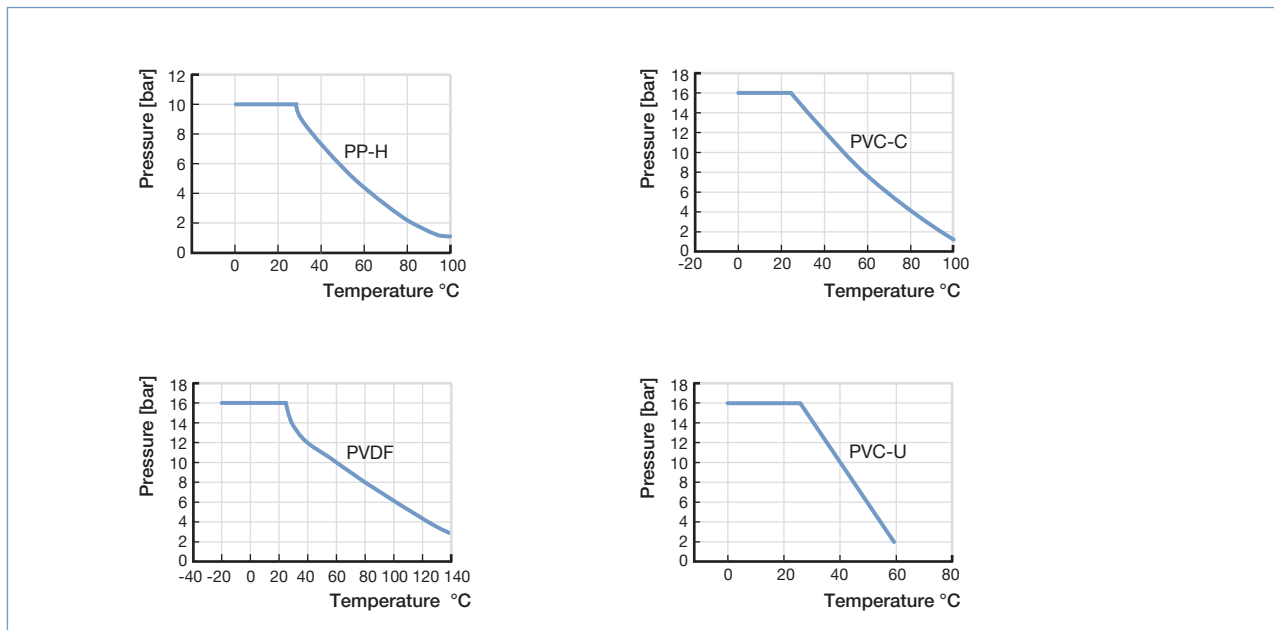 Pressure [bar]
12
10
8
6
4
2
0
0 20 40 60 80 100
PP-H
Temperature °C
Pressure [bar]
18
16
14
12
10
8
6
4
2
0
-20 0 20 40 60 80 100
PVC-C
Temperature °C
Pressure [bar]
18
16
14
12
10
8
6
4
2
0
-40 -20 0 20 40 60 80 100 120 140
PVDF
Temperature °C
Pressure [bar]
18
16
14
12
10
8
6
4
2
0
0 20 40 60 80
PVC-U
Temperature °C